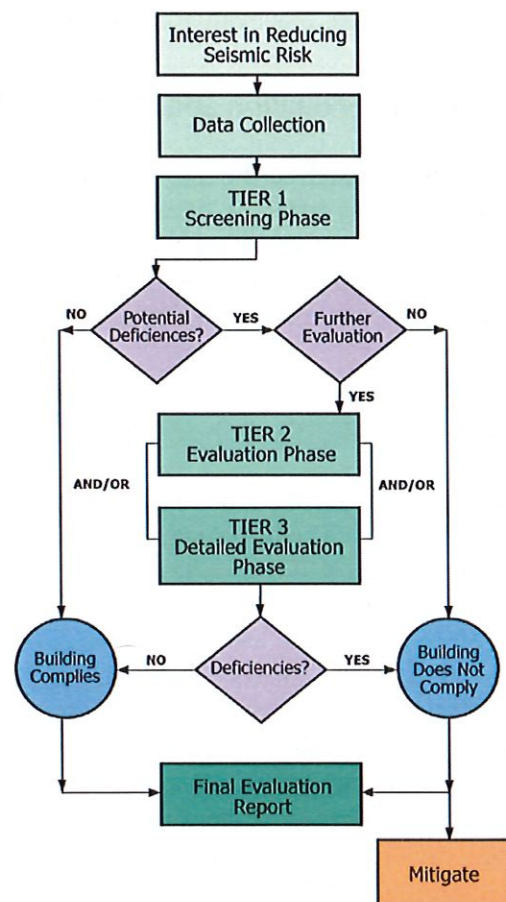 Interest in Reducing
Seismic Risk
Data Collection
TIER 1
Screening Phase
NO
Potential
Deficiences?
YES
Further
Evaluation
NO
YES
TIER 2
Evaluation Phase
AND/OR
AND/OR
TIER 3
Detailed Evaluation
Phase
Building
Complies
NO
Deficiencies?
YES
Building
Does Not
Comply
Final Evaluation
Report
Mitigate